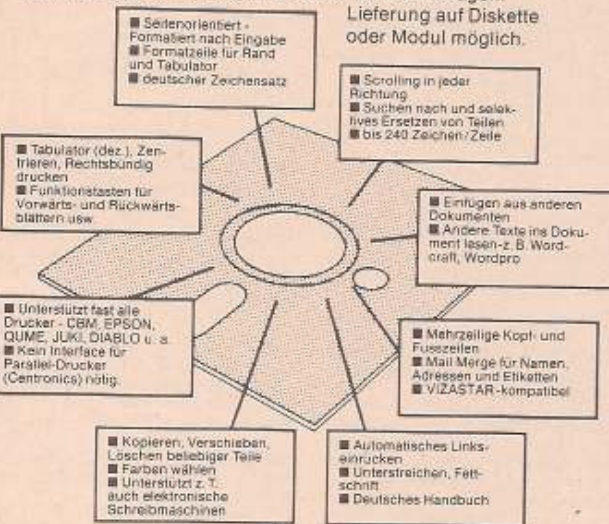 Lieferung auf Diskette
oder Modul möglich.
■ Seitenorientiert -
Formatiert nach Eingabe
■ Formatzeile für Rand
und Tabulator
■ deutscher Zeichensatz
■ Scrolling in jeder
Richtung
■ Suchen nach und selek-
tives Ersetzen von Teilen
■ bis 240 Zeichen/Zeile
■ Tabulator (dez.), Zen-
trieren, Rechtsbündig
drucken
■ Funktionstasten für
Vorwärts- und Rückwärts-
blättern usw.
■ Einfügen aus anderen
Dokumenten
■ Andere Texte ins Doku-
ment lesen-z. B. Word-
craft, Wordpro
■ Unterstützt fast alle
Drucker - CBM, EPSON,
QUME, JUKI, DIABLO u. a.
■ Kein Interface für
Parallel-Drucker
(Centronics) nötig.
■ Mehrzeilige Kopf- und
Fusszeilen
■ Mail Merge für Namen,
Adressen und Etiketten
■ VIZASTAR-kompatibel
■ Kopieren, Verschieben,
Löschen beliebiger Teile
■ Farben wählen
■ Unterstützt z. T.
auch elektronische
Schreibmaschinen
■ Automatisches Links-
einrücken
■ Unterstreichen, Fett-
schrift
■ Deutsches Handbuch